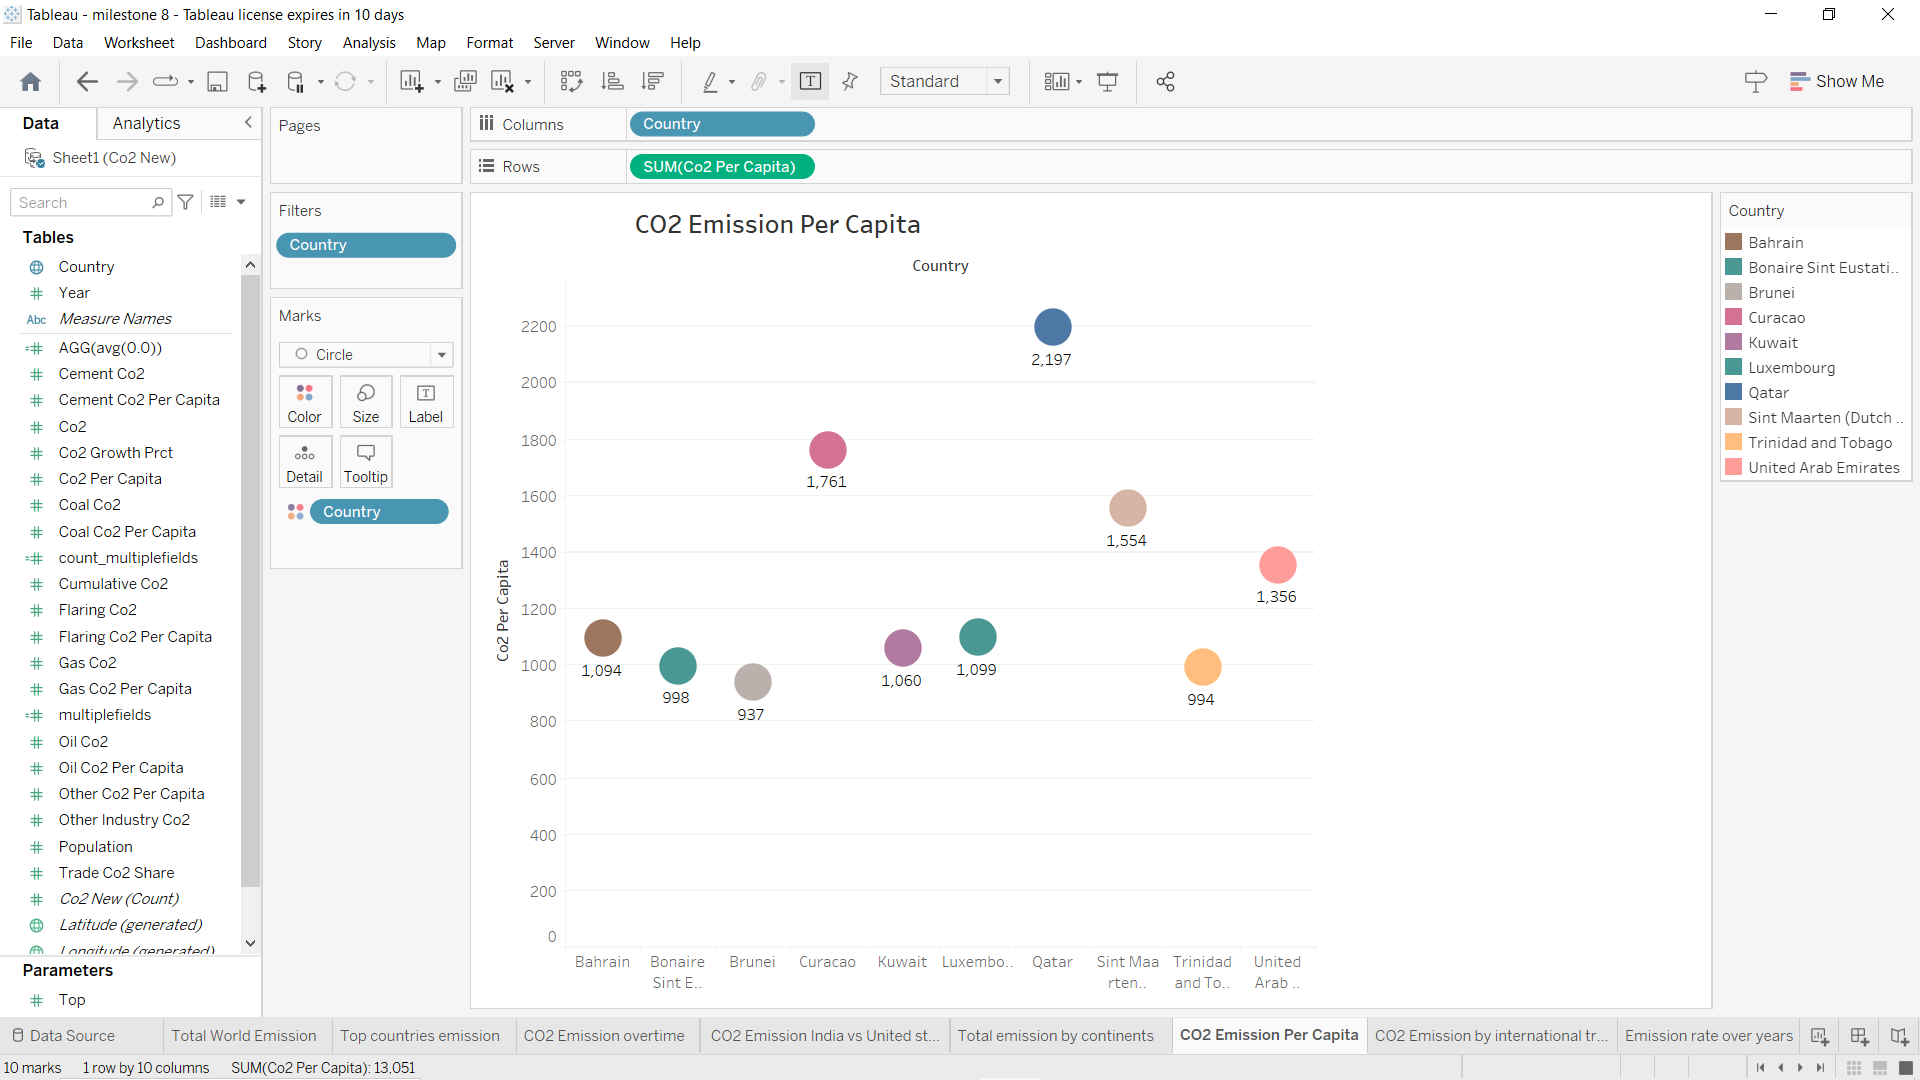 Tableau - milestone 8 - Tableau license expires in 10 days
File Data Worksheet Dashboard Story Analysis Map Format Server Window Help
Standard
Show Me
Data Analytics
Sheet1 (Co2 New)
Search
Tables
Country
Year
Abc Measure Names
AGG(avg(0.0))
Cement Co2
Cement Co2 Per Capita
Co2
Co2 Growth Prct
Co2 Per Capita
Coal Co2
Coal Co2 Per Capita
count_multiplefields
Cumulative Co2
Flaring Co2
Flaring Co2 Per Capita
Gas Co2
Gas Co2 Per Capita
multiplefields
Oil Co2
Oil Co2 Per Capita
Other Co2 Per Capita
Other Industry Co2
Population
Trade Co2 Share
Co2 New (Count)
Latitude (generated)
Longitude (generated)
Parameters
Top
Pages
Filters
Country
Marks
Circle
Color Size Label
Detail Tooltip
Country
Columns Country
Rows SUM(Co2 Per Capita)
CO2 Emission Per Capita
Country
Co2 Per Capita
2200
2000
1800
1600
1400
1200
1000
800
600
400
200
0
1,094
998
937
1,761
1,060
1,099
2,197
1,554
994
1,356
Bahrain Bonaire Brunei Curacao Kuwait Luxembo.. Qatar Sint Maa Trinidad United
Sint E.. rten.. and To.. Arab ..
Country
Bahrain
Bonaire Sint Eustati..
Brunei
Curacao
Kuwait
Luxembourg
Qatar
Sint Maarten (Dutch ..
Trinidad and Tobago
United Arab Emirates
Data Source Total World Emission Top countries emission CO2 Emission overtime CO2 Emission India vs United st... Total emission by continents CO2 Emission Per Capita CO2 Emission by international tr... Emission rate over years
10 marks 1 row by 10 columns SUM(Co2 Per Capita): 13,051